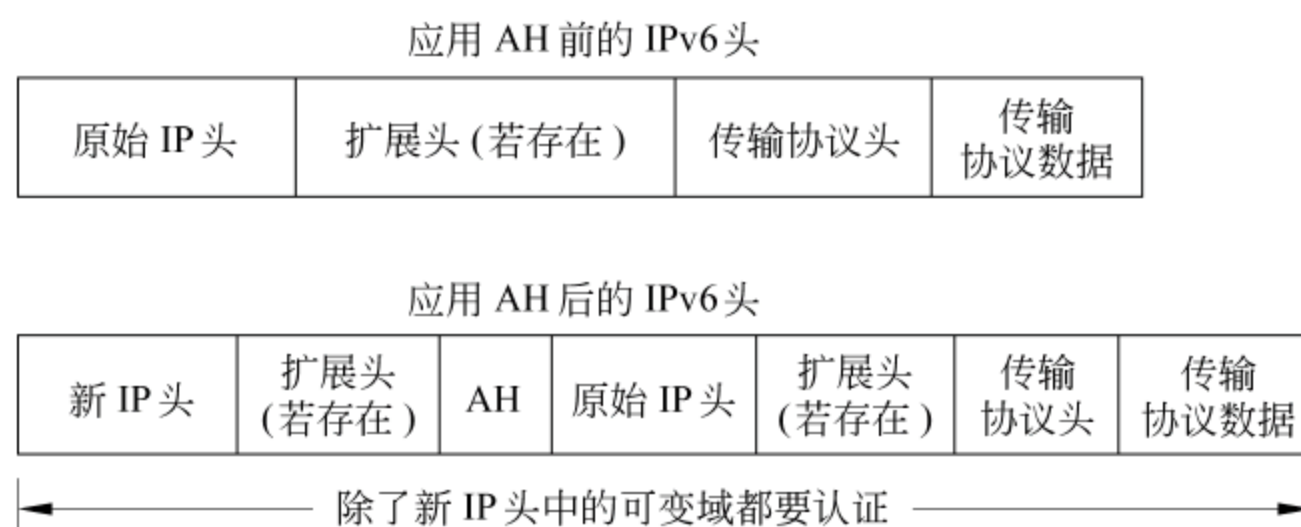 应用 AH 前的 IPv6 头
原始 IP 头
扩展头 (若存在)
传输协议头
传输
协议数据
应用 AH 后的 IPv6 头
新 IP 头
扩展头
(若存在)
AH
原始 IP 头
扩展头
(若存在)
传输
协议头
传输
协议数据
除了新 IP 头中的可变域都要认证